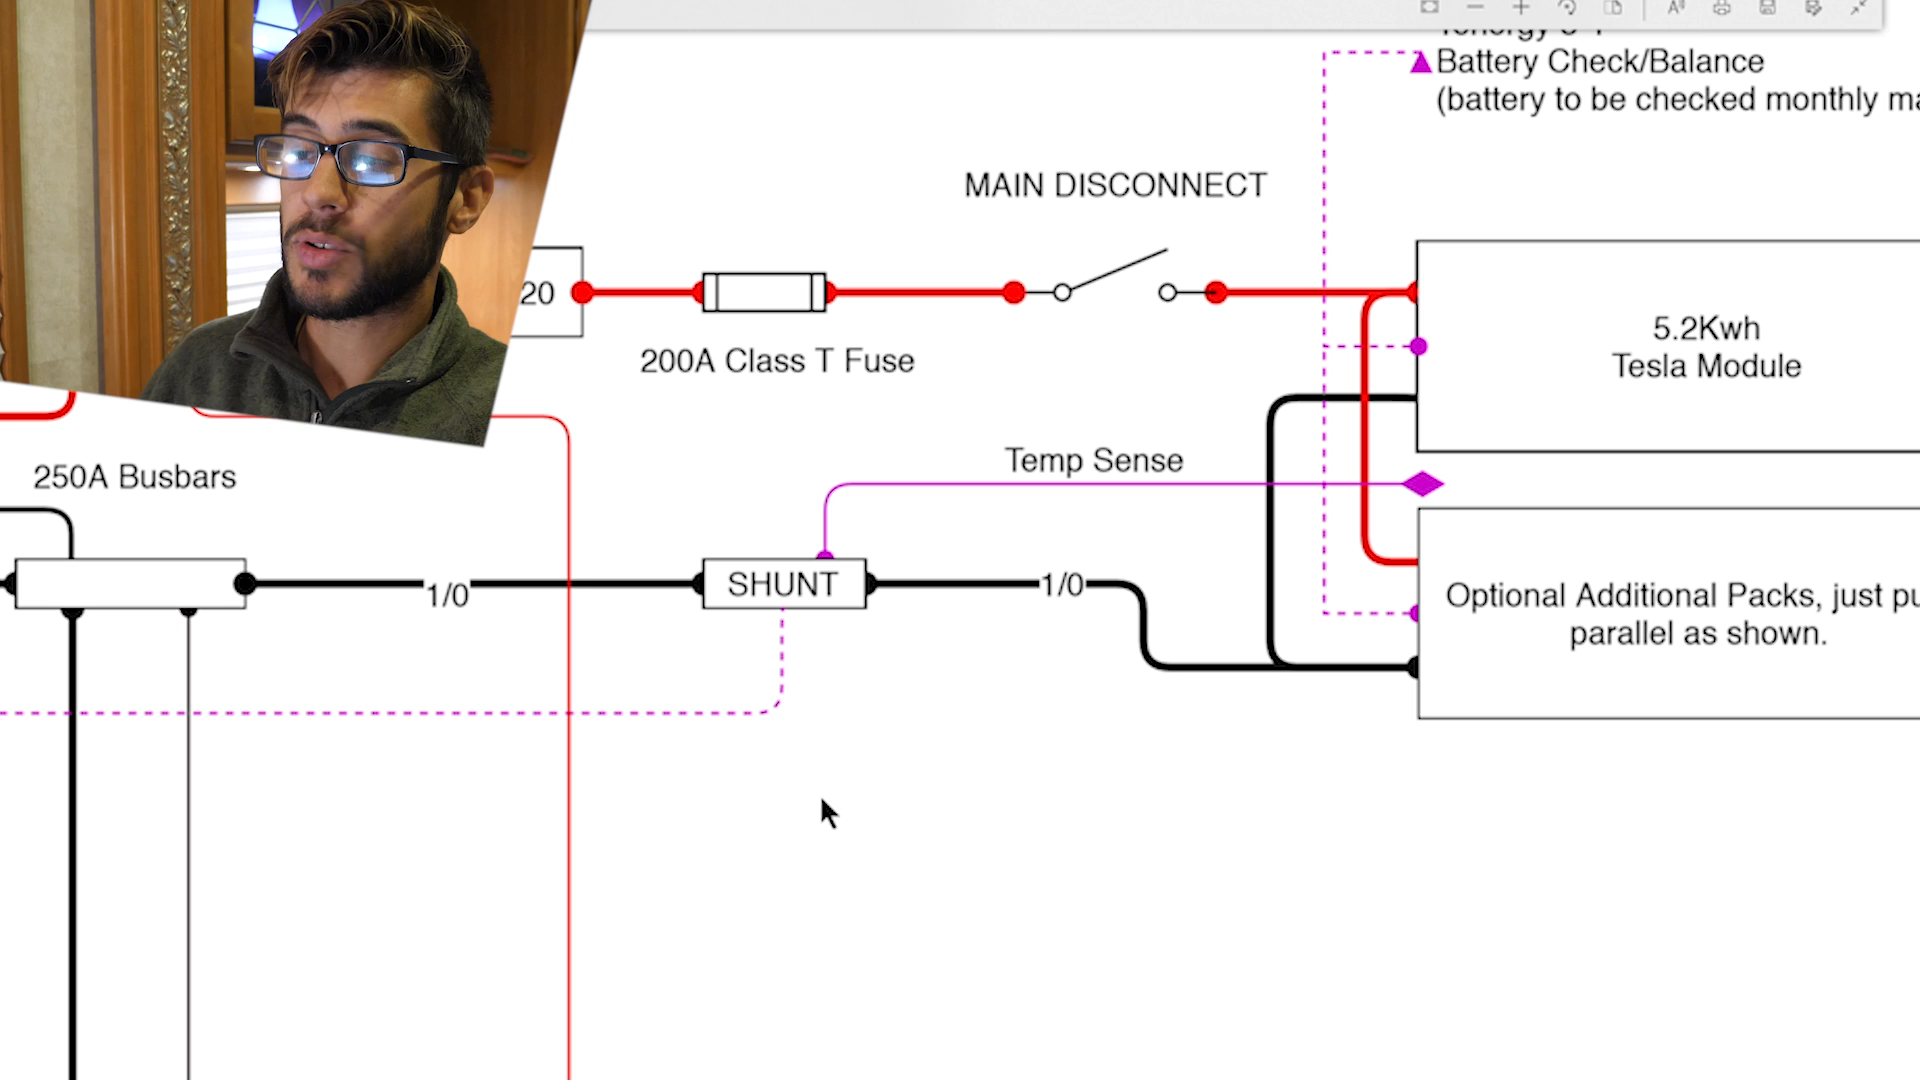 Battery Check/Balance
(battery to be checked monthly ma
MAIN DISCONNECT
20
200A Class T Fuse
5.2Kwh
Tesla Module
Temp Sense
250A Busbars
1/0
SHUNT
1/0
Optional Additional Packs, just pu
parallel as shown.